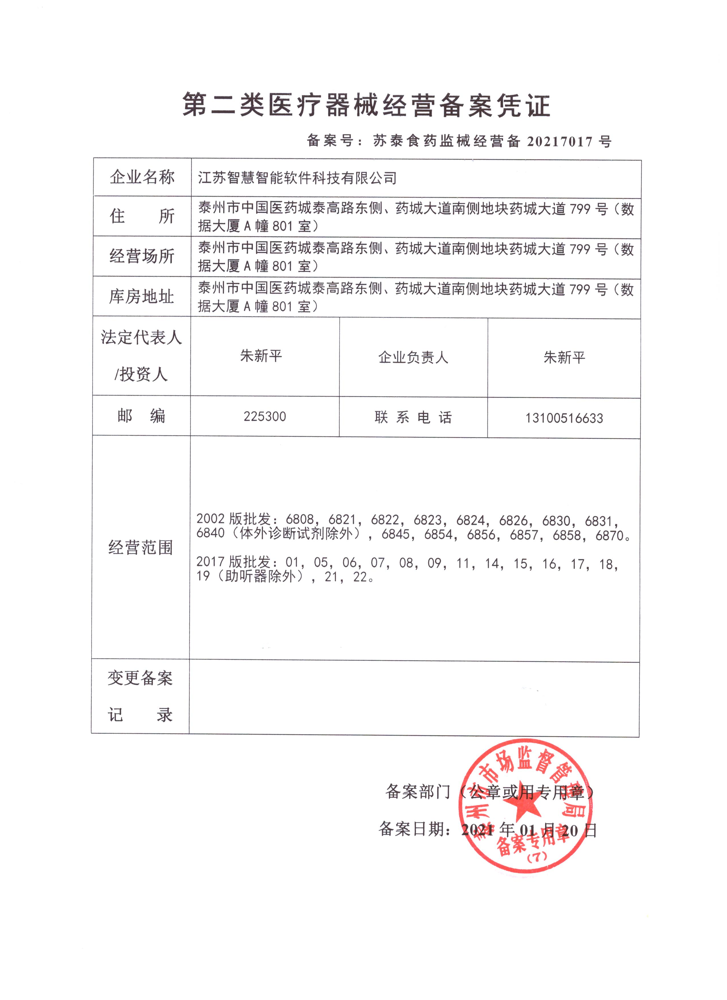 第二类医疗器械经营备案凭证
备案号：苏泰食药监械经营备 20217017 号
企业名称 江苏智慧智能软件科技有限公司
住 所 泰州市中国医药城泰高路东侧、药城大道南侧地块药城大道 799 号（数
据大厦 A 幢 801 室）
经营场所 泰州市中国医药城泰高路东侧、药城大道南侧地块药城大道 799 号（数
据大厦 A 幢 801 室）
库房地址 泰州市中国医药城泰高路东侧、药城大道南侧地块药城大道 799 号（数
据大厦 A 幢 801 室）
法定代表人
/投资人
朱新平 企业负责人 朱新平
邮 编 225300 联 系 电 话 13100516633
经营范围
2002 版批发：6808，6821，6822，6823，6824，6826，6830，6831，
6840（体外诊断试剂除外），6845，6854，6856，6857，6858，6870。
2017 版批发：01，05，06，07，08，09，11，14，15，16，17，18，
19（助听器除外），21，22。
变更备案
记 录
备案部门（公章或用专用章）
备案日期：2021 年 01 月 20 日
泰州市市场监督管理局
备案专用章
（7）